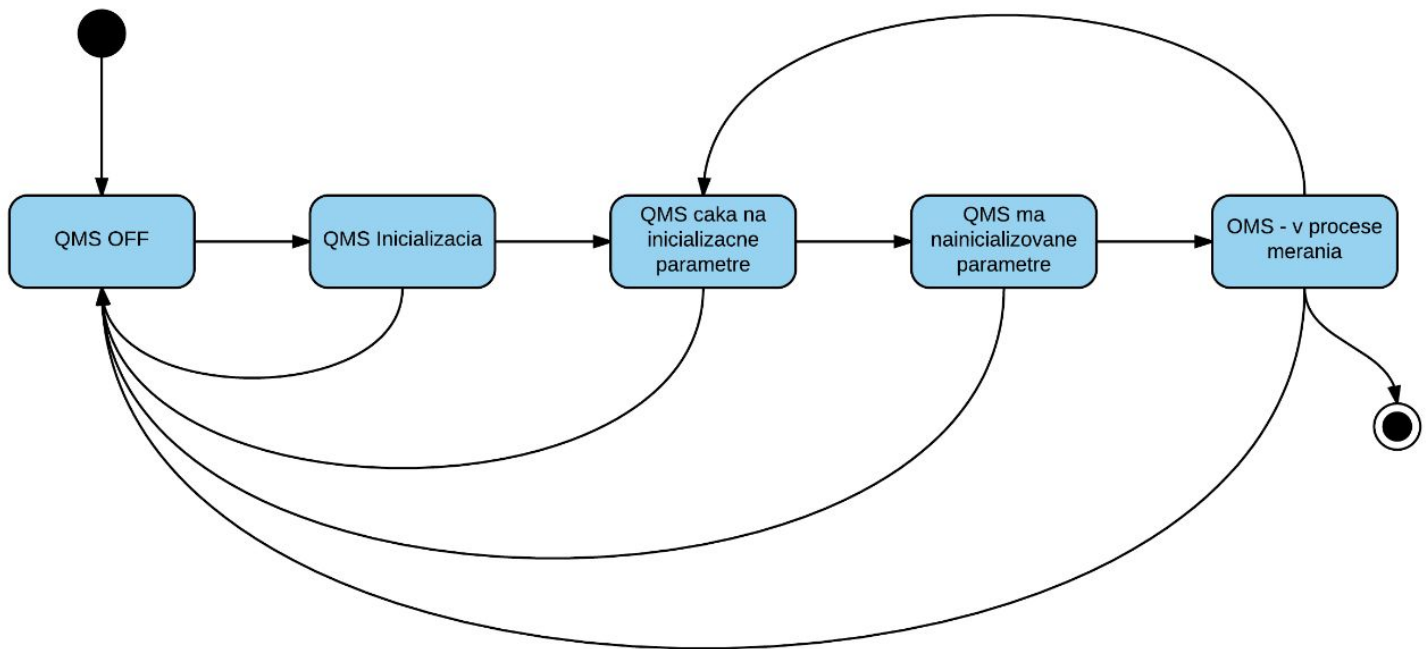 QMS OFF
QMS Inicializacia
QMS caka na
inicializacne
parametre
QMS ma
nainicializovane
parametre
OMS - v procese
merania